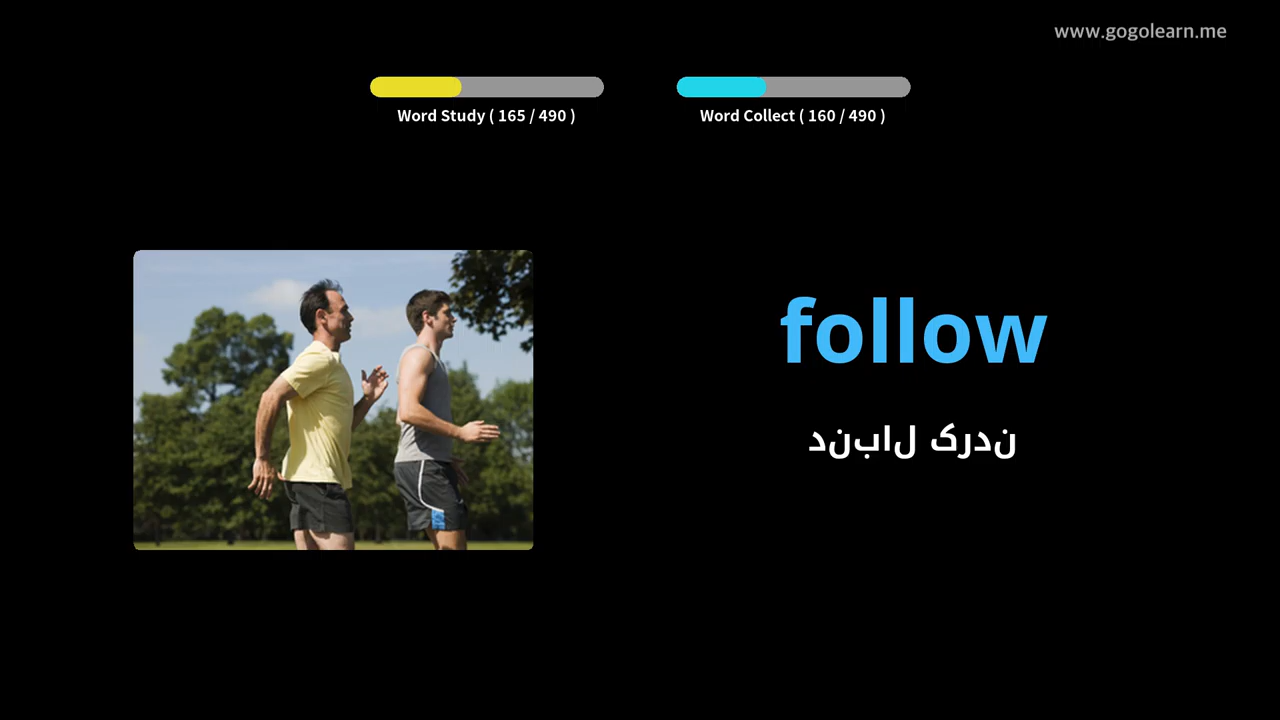 www.gogolearn.me
Word Study ( 165 / 490 )
Word Collect ( 160 / 490 )
follow
ندرک لابند